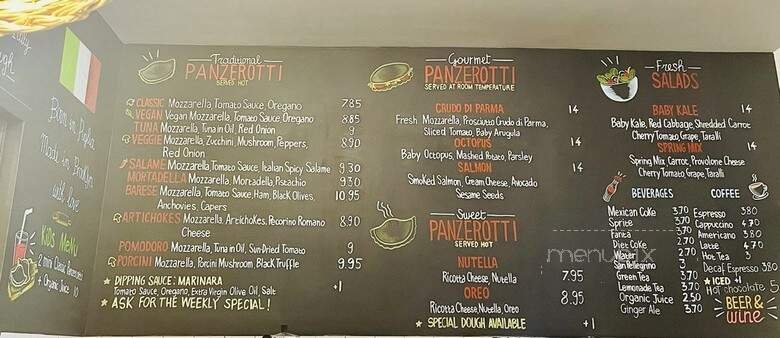 Born in Puglia
Made in Brooklyn
with love
KIDS MENU
2 mini Classic Panzerotti
+ Organic Juice 10
Traditional
PANZEROTTI
SERVED HOT
CLASSIC Mozzarella, Tomato Sauce, Oregano 7.85
VEGAN Vegan Mozzarella, Tomato Sauce, Oregano 8.85
TUNA Mozzarella, Tuna in Oil, Red Onion 9
VEGGIE Mozzarella, Zucchini, Mushroom, Peppers, 8.90
Red Onion
SALAME Mozzarella, Tomato Sauce, Italian Spicy Salame 9.30
MORTADELLA Mozzarella, Mortadella, Pistachio 9.30
BARESE Mozzarella, Tomato Sauce, Ham, Black Olives, 10.95
Anchovies, Capers
ARTICHOKES Mozzarella, Artichokes, Pecorino Romano 8.90
Cheese
POMODORO Mozzarella, Tuna in Oil, Sun-Dried Tomato 9
PORCINI Mozzarella, Porcini Mushroom, Black Truffle 9.95
DIPPING SAUCE: MARINARA +1
Tomato Sauce, Oregano, Extra Virgin Olive Oil, Salt
ASK FOR THE WEEKLY SPECIAL!
Gourmet
PANZEROTTI
SERVED AT ROOM TEMPERATURE
CRUDO DI PARMA 14
Fresh Mozzarella, Prosciutto Crudo di Parma,
Sliced Tomato, Baby Arugula
OCTOPUS 14
Baby Octopus, Mashed Potato, Parsley
SALMON 14
Smoked Salmon, Cream Cheese, Avocado
Sesame Seeds
Sweet
PANZEROTTI
SERVED HOT
NUTELLA 7.95
Ricotta Cheese, Nutella
OREO 8.95
Ricotta Cheese, Nutella, Oreo
SPECIAL DOUGH AVAILABLE +1
Fresh
SALADS
BABY KALE 14
Baby Kale, Red Cabbage, Shredded Carrot
Cherry Tomato, Grape, Taralli
SPRING MIX 14
Spring Mix, Carrot, Provolone Cheese
Cherry Tomato, Grape, Taralli
BEVERAGES
Mexican Coke 3.70
Sprite 3.70
Fanta 3.70
Diet Coke 2.70
Water
San Pellegrino
Green Tea 3.70
Lemonade Tea 3.70
Organic Juice 2.50
Ginger Ale 3.70
COFFEE
Espresso 3.80
Cappuccino 4.70
Americano 3.80
Latte 4.70
Hot Tea 3
Decaf Espresso 3.80
ICED +1
Hot chocolate 5
BEER &
wine
menupix